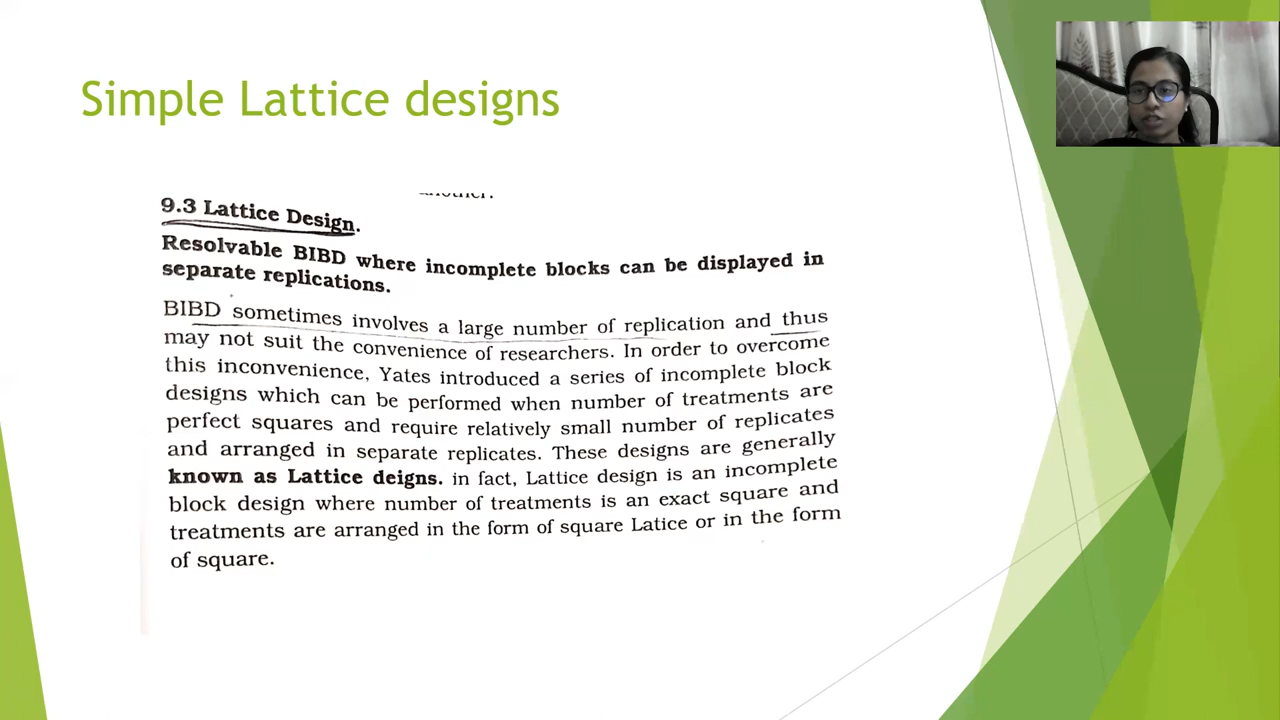 Simple Lattice designs
9.3 Lattice Design.
Resolvable BIBD where incomplete blocks can be displayed in
separate replications.
BIBD sometimes involves a large number of replication and thus
may not suit the convenience of researchers. In order to overcome
this inconvenience, Yates introduced a series of incomplete block
designs which can be performed when number of treatments are
perfect squares and require relatively small number of replicates
and arranged in separate replicates. These designs are generally
known as Lattice deigns. in fact, Lattice design is an incomplete
block design where number of treatments is an exact square and
treatments are arranged in the form of square Latice or in the form
of square.